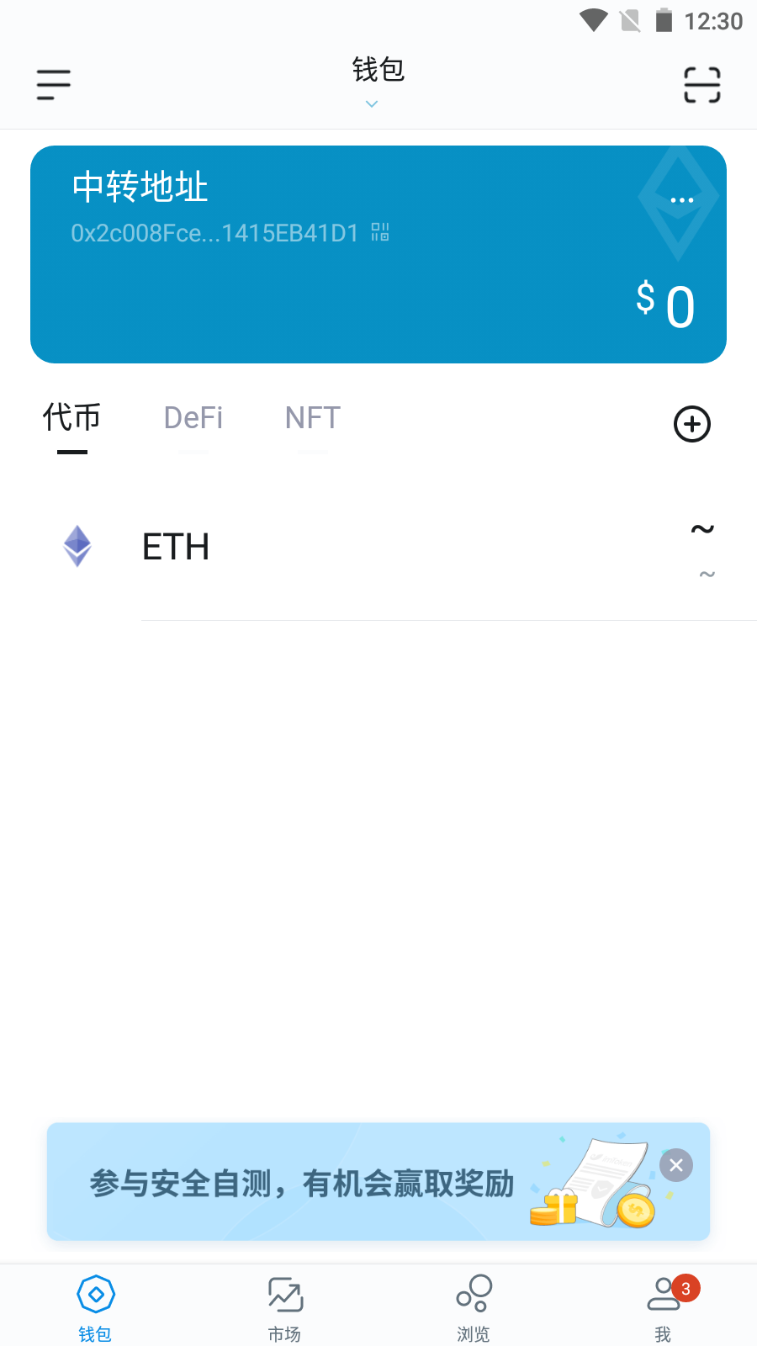 12:30
钱包
中转地址
0x2c008Fce...1415EB41D1
$ 0
代币 DeFi NFT
ETH
~
~
参与安全自测，有机会赢取奖励
3
钱包 市场 浏览 我